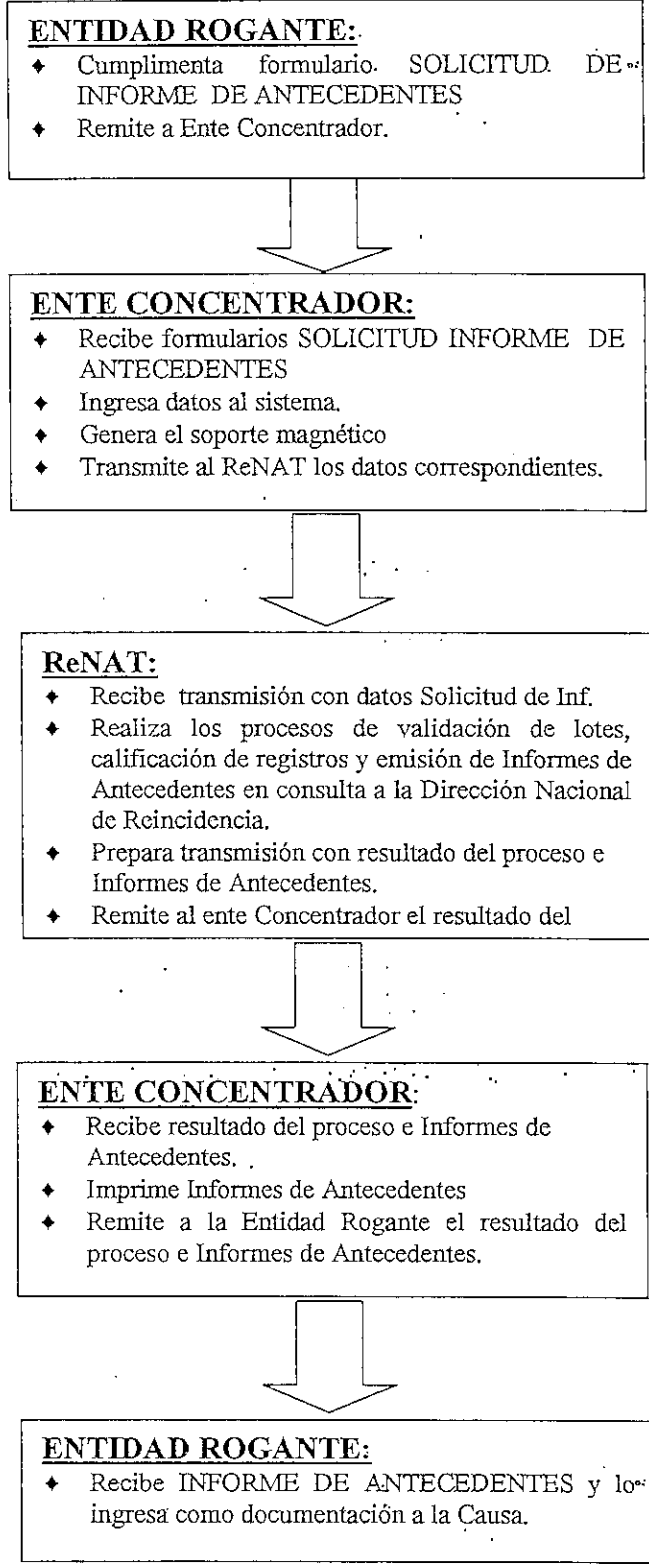 ENTIDAD ROGANTE:
♦ Cumplimenta formulario. SOLICITUD. DE
INFORME DE ANTECEDENTES
♦ Remite a Ente Concentrador.
ENTE CONCENTRADOR:
♦ Recibe formularios SOLICITUD INFORME DE
ANTECEDENTES
♦ Ingresa datos al sistema.
♦ Genera el soporte magnético
♦ Transmite al ReNAT los datos correspondientes.
ReNAT:
♦ Recibe transmisión con datos Solicitud de Inf.
♦ Realiza los procesos de validación de lotes,
calificación de registros y emisión de Informes de
Antecedentes en consulta a la Dirección Nacional
de Reincidencia.
♦ Prepara transmisión con resultado del proceso e
Informes de Antecedentes.
♦ Remite al ente Concentrador el resultado del
ENTE CONCENTRADOR:
♦ Recibe resultado del proceso e Informes de
Antecedentes.
♦ Imprime Informes de Antecedentes
♦ Remite a la Entidad Rogante el resultado del
proceso e Informes de Antecedentes.
ENTIDAD ROGANTE:
♦ Recibe INFORME DE ANTECEDENTES y lo
ingresa como documentación a la Causa.